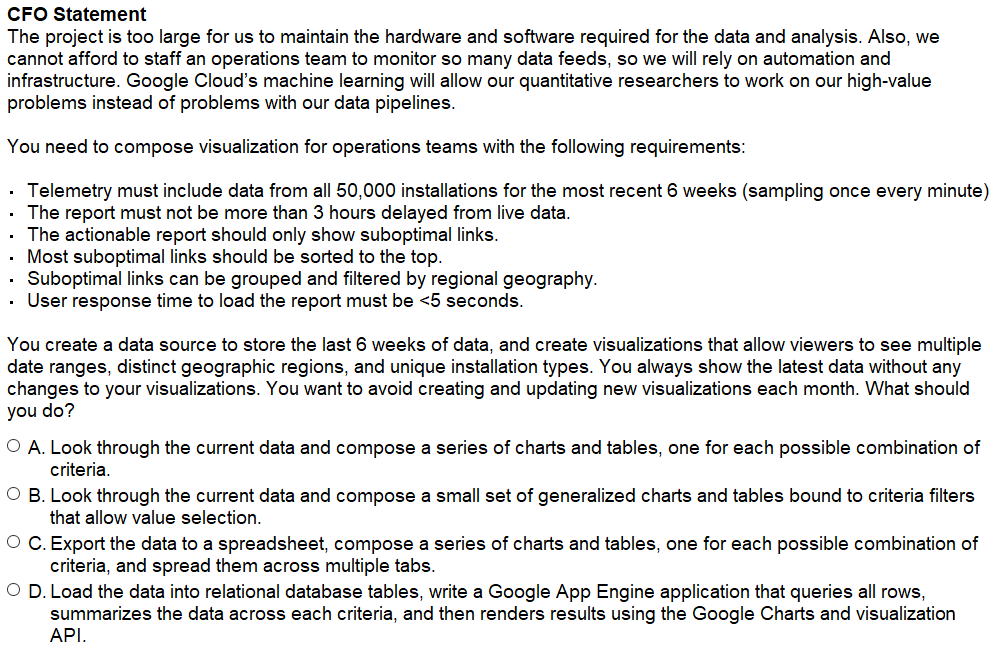 CFO Statement
The project is too large for us to maintain the hardware and software required for the data and analysis. Also, we
cannot afford to staff an operations team to monitor so many data feeds, so we will rely on automation and
infrastructure. Google Cloud's machine learning will allow our quantitative researchers to work on our high-value
problems instead of problems with our data pipelines.
You need to compose visualization for operations teams with the following requirements:
· Telemetry must include data from all 50,000 installations for the most recent 6 weeks (sampling once every minute)
· The report must not be more than 3 hours delayed from live data.
· The actionable report should only show suboptimal links.
· Most suboptimal links should be sorted to the top.
· Suboptimal links can be grouped and filtered by regional geography.
· User response time to load the report must be <5 seconds.
You create a data source to store the last 6 weeks of data, and create visualizations that allow viewers to see multiple
date ranges, distinct geographic regions, and unique installation types. You always show the latest data without any
changes to your visualizations. You want to avoid creating and updating new visualizations each month. What should
you do?
A. Look through the current data and compose a series of charts and tables, one for each possible combination of
criteria.
B. Look through the current data and compose a small set of generalized charts and tables bound to criteria filters
that allow value selection.
C. Export the data to a spreadsheet, compose a series of charts and tables, one for each possible combination of
criteria, and spread them across multiple tabs.
D. Load the data into relational database tables, write a Google App Engine application that queries all rows,
summarizes the data across each criteria, and then renders results using the Google Charts and visualization
API.